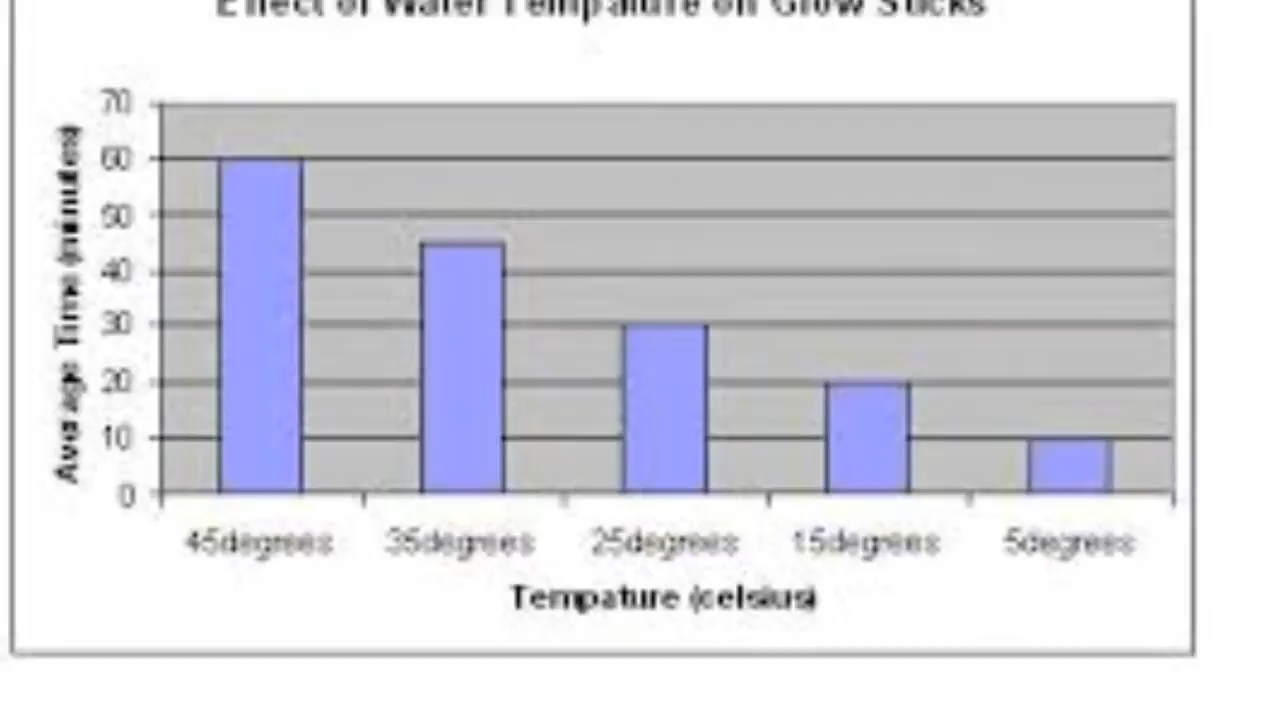 Effect of Water Tempature on Glow Sticks
70
60
50
40
30
20
10
0
Average Time (minutes)
45degrees 35degrees 25degrees 15degrees 5degrees
Tempature (celsius)